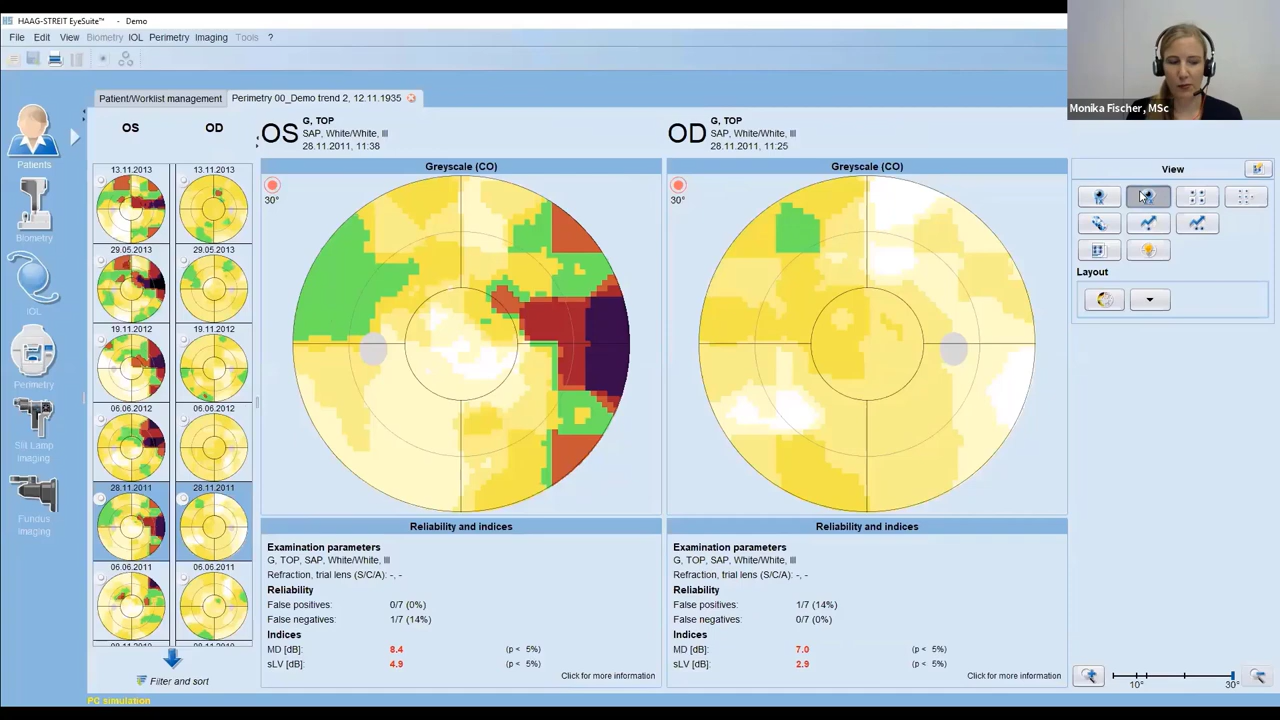 HAAG-STREIT EyeSuite™ - Demo
File Edit View Biometry IOL Perimetry Imaging Tools ?
Monika Fischer, MSc
Patient/Worklist management
Perimetry 00_Demo trend 2, 12.11.1935
Patients
Biometry
IOL
Perimetry
Slit Lamp
Imaging
Fundus
Imaging
OS OD
13.11.2013 13.11.2013
29.05.2013 29.05.2013
19.11.2012 19.11.2012
06.06.2012 06.06.2012
28.11.2011 28.11.2011
06.06.2011 06.06.2011
Filter and sort
PC simulation
OS
G, TOP
SAP, White/White, III
28.11.2011, 11:38
Greyscale (CO)
30°
Reliability and indices
Examination parameters
G, TOP, SAP, White/White, III
Refraction, trial lens (S/C/A): -, -
Reliability
False positives: 0/7 (0%)
False negatives: 1/7 (14%)
Indices
MD [dB]: 8.4 (p < 5%)
sLV [dB]: 4.9 (p < 5%)
Click for more information
OD
G, TOP
SAP, White/White, III
28.11.2011, 11:25
Greyscale (CO)
30°
Reliability and indices
Examination parameters
G, TOP, SAP, White/White, III
Refraction, trial lens (S/C/A): -, -
Reliability
False positives: 1/7 (14%)
False negatives: 0/7 (0%)
Indices
MD [dB]: 7.0 (p < 5%)
sLV [dB]: 2.9 (p < 5%)
Click for more information
View
Layout
10° 30°